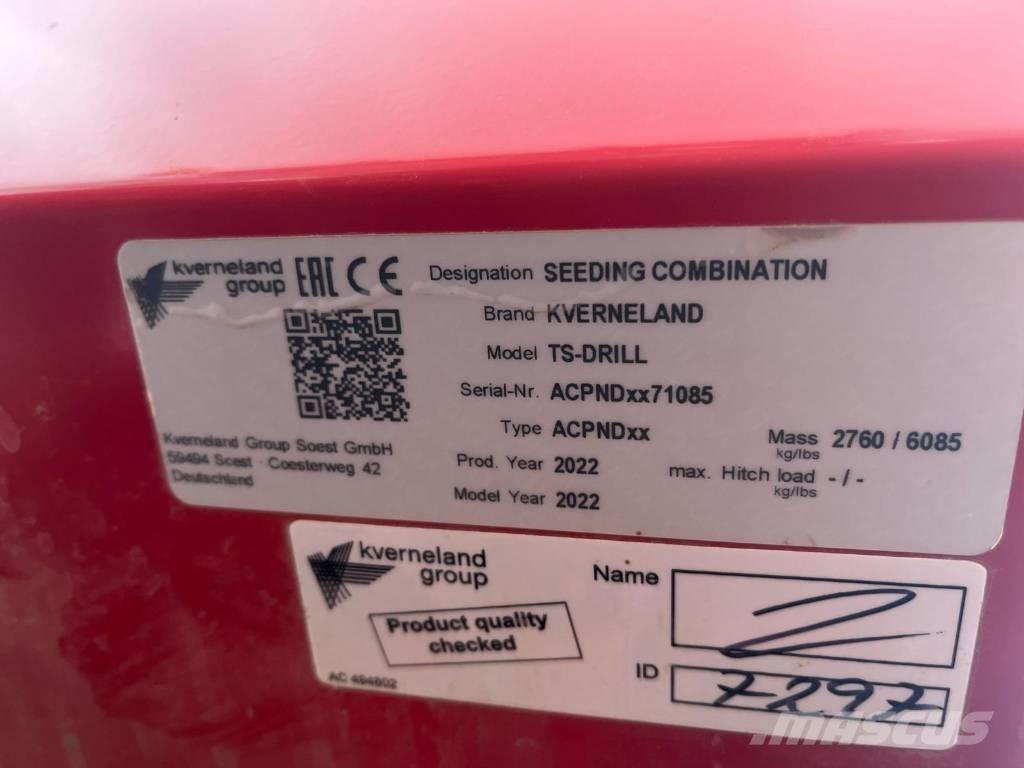 kverneland
group
EAC CE
Designation SEEDING COMBINATION
Brand KVERNELAND
Model TS-DRILL
Serial-Nr. ACPNDxx71085
Type ACPNDxx
Prod. Year 2022
Model Year 2022
Mass 2760 / 6085
kg/lbs
max. Hitch load - / -
kg/lbs
Kverneland Group Soest GmbH
59494 Soest Coesterweg 42
Deutschland
kverneland
group
Product quality
checked
AC 494802
Name
ID 7297
MASCUS